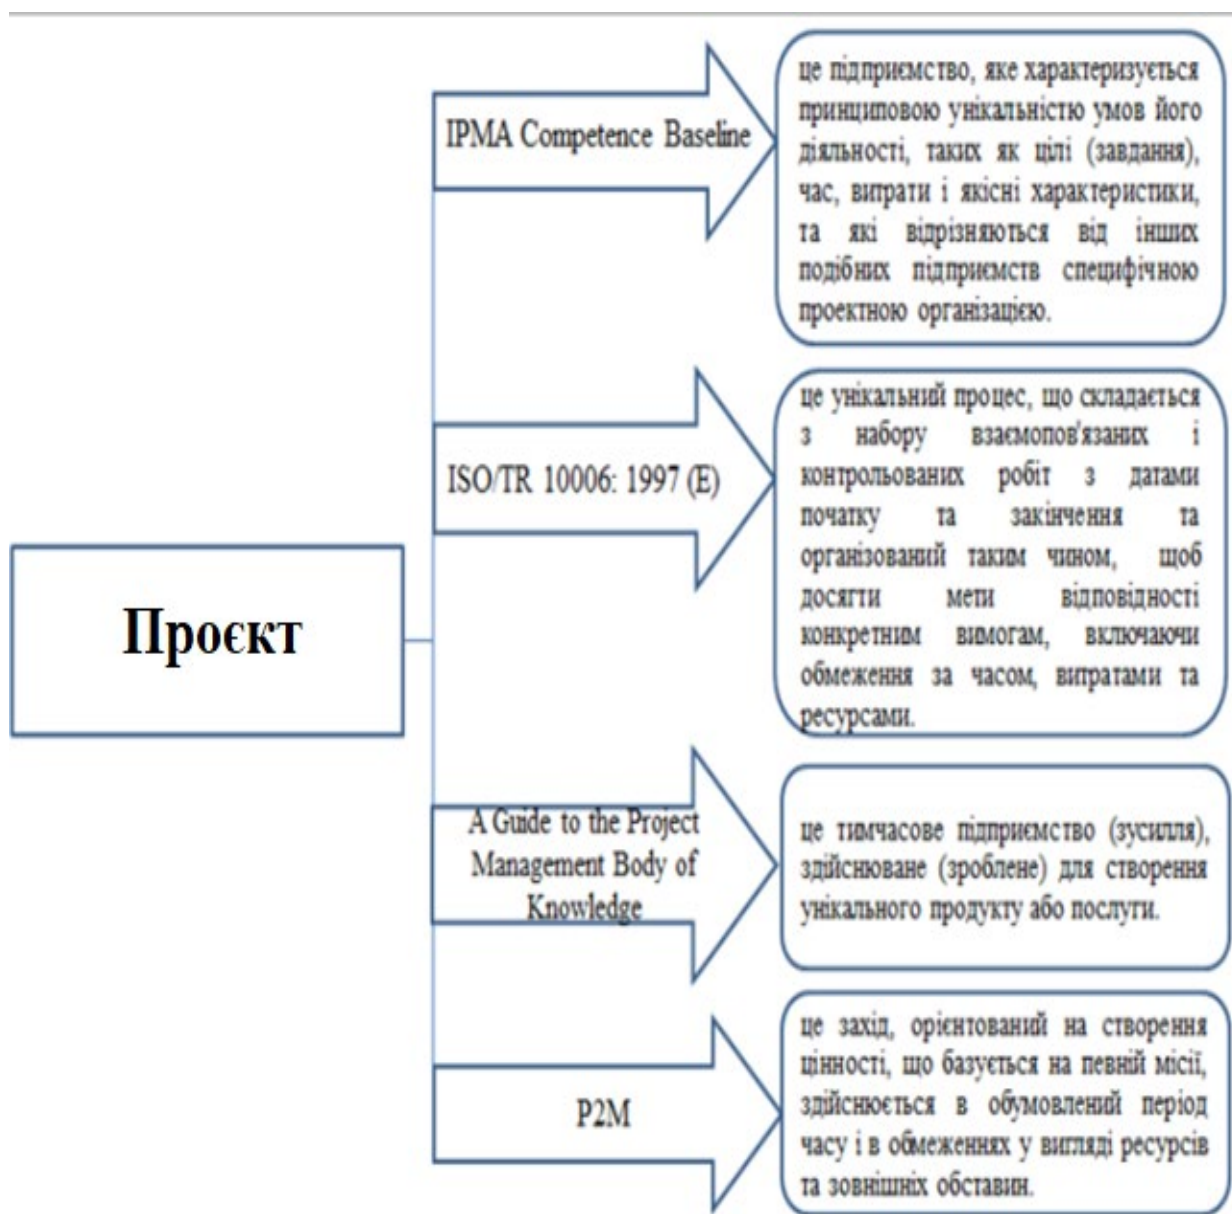 Проєкт
IPMA Competence Baseline
це підприємство, яке характеризується
принциповою унікальністю умов його
діяльності, таких як цілі (завдання),
час, витрати і якісні характеристики,
та які відрізняються від інших
подібних підприємств специфічною
проектною організацією.
ISO/TR 10006: 1997 (E)
це унікальний процес, що складається
з набору взаємопов'язаних і
контрольованих робіт з датами
початку та закінчення та
організований таким чином, щоб
досягти мети відповідності
конкретним вимогам, включаючи
обмеження за часом, витратами та
ресурсами.
A Guide to the Project
Management Body of
Knowledge
це тимчасове підприємство (зусилля),
здійснюване (зроблене) для створення
унікального продукту або послуги.
P2M
це захід, орієнтований на створення
цінності, що базується на певній місії,
здійснюється в обумовлений період
часу і в обмеженнях у вигляді ресурсів
та зовнішніх обставин.